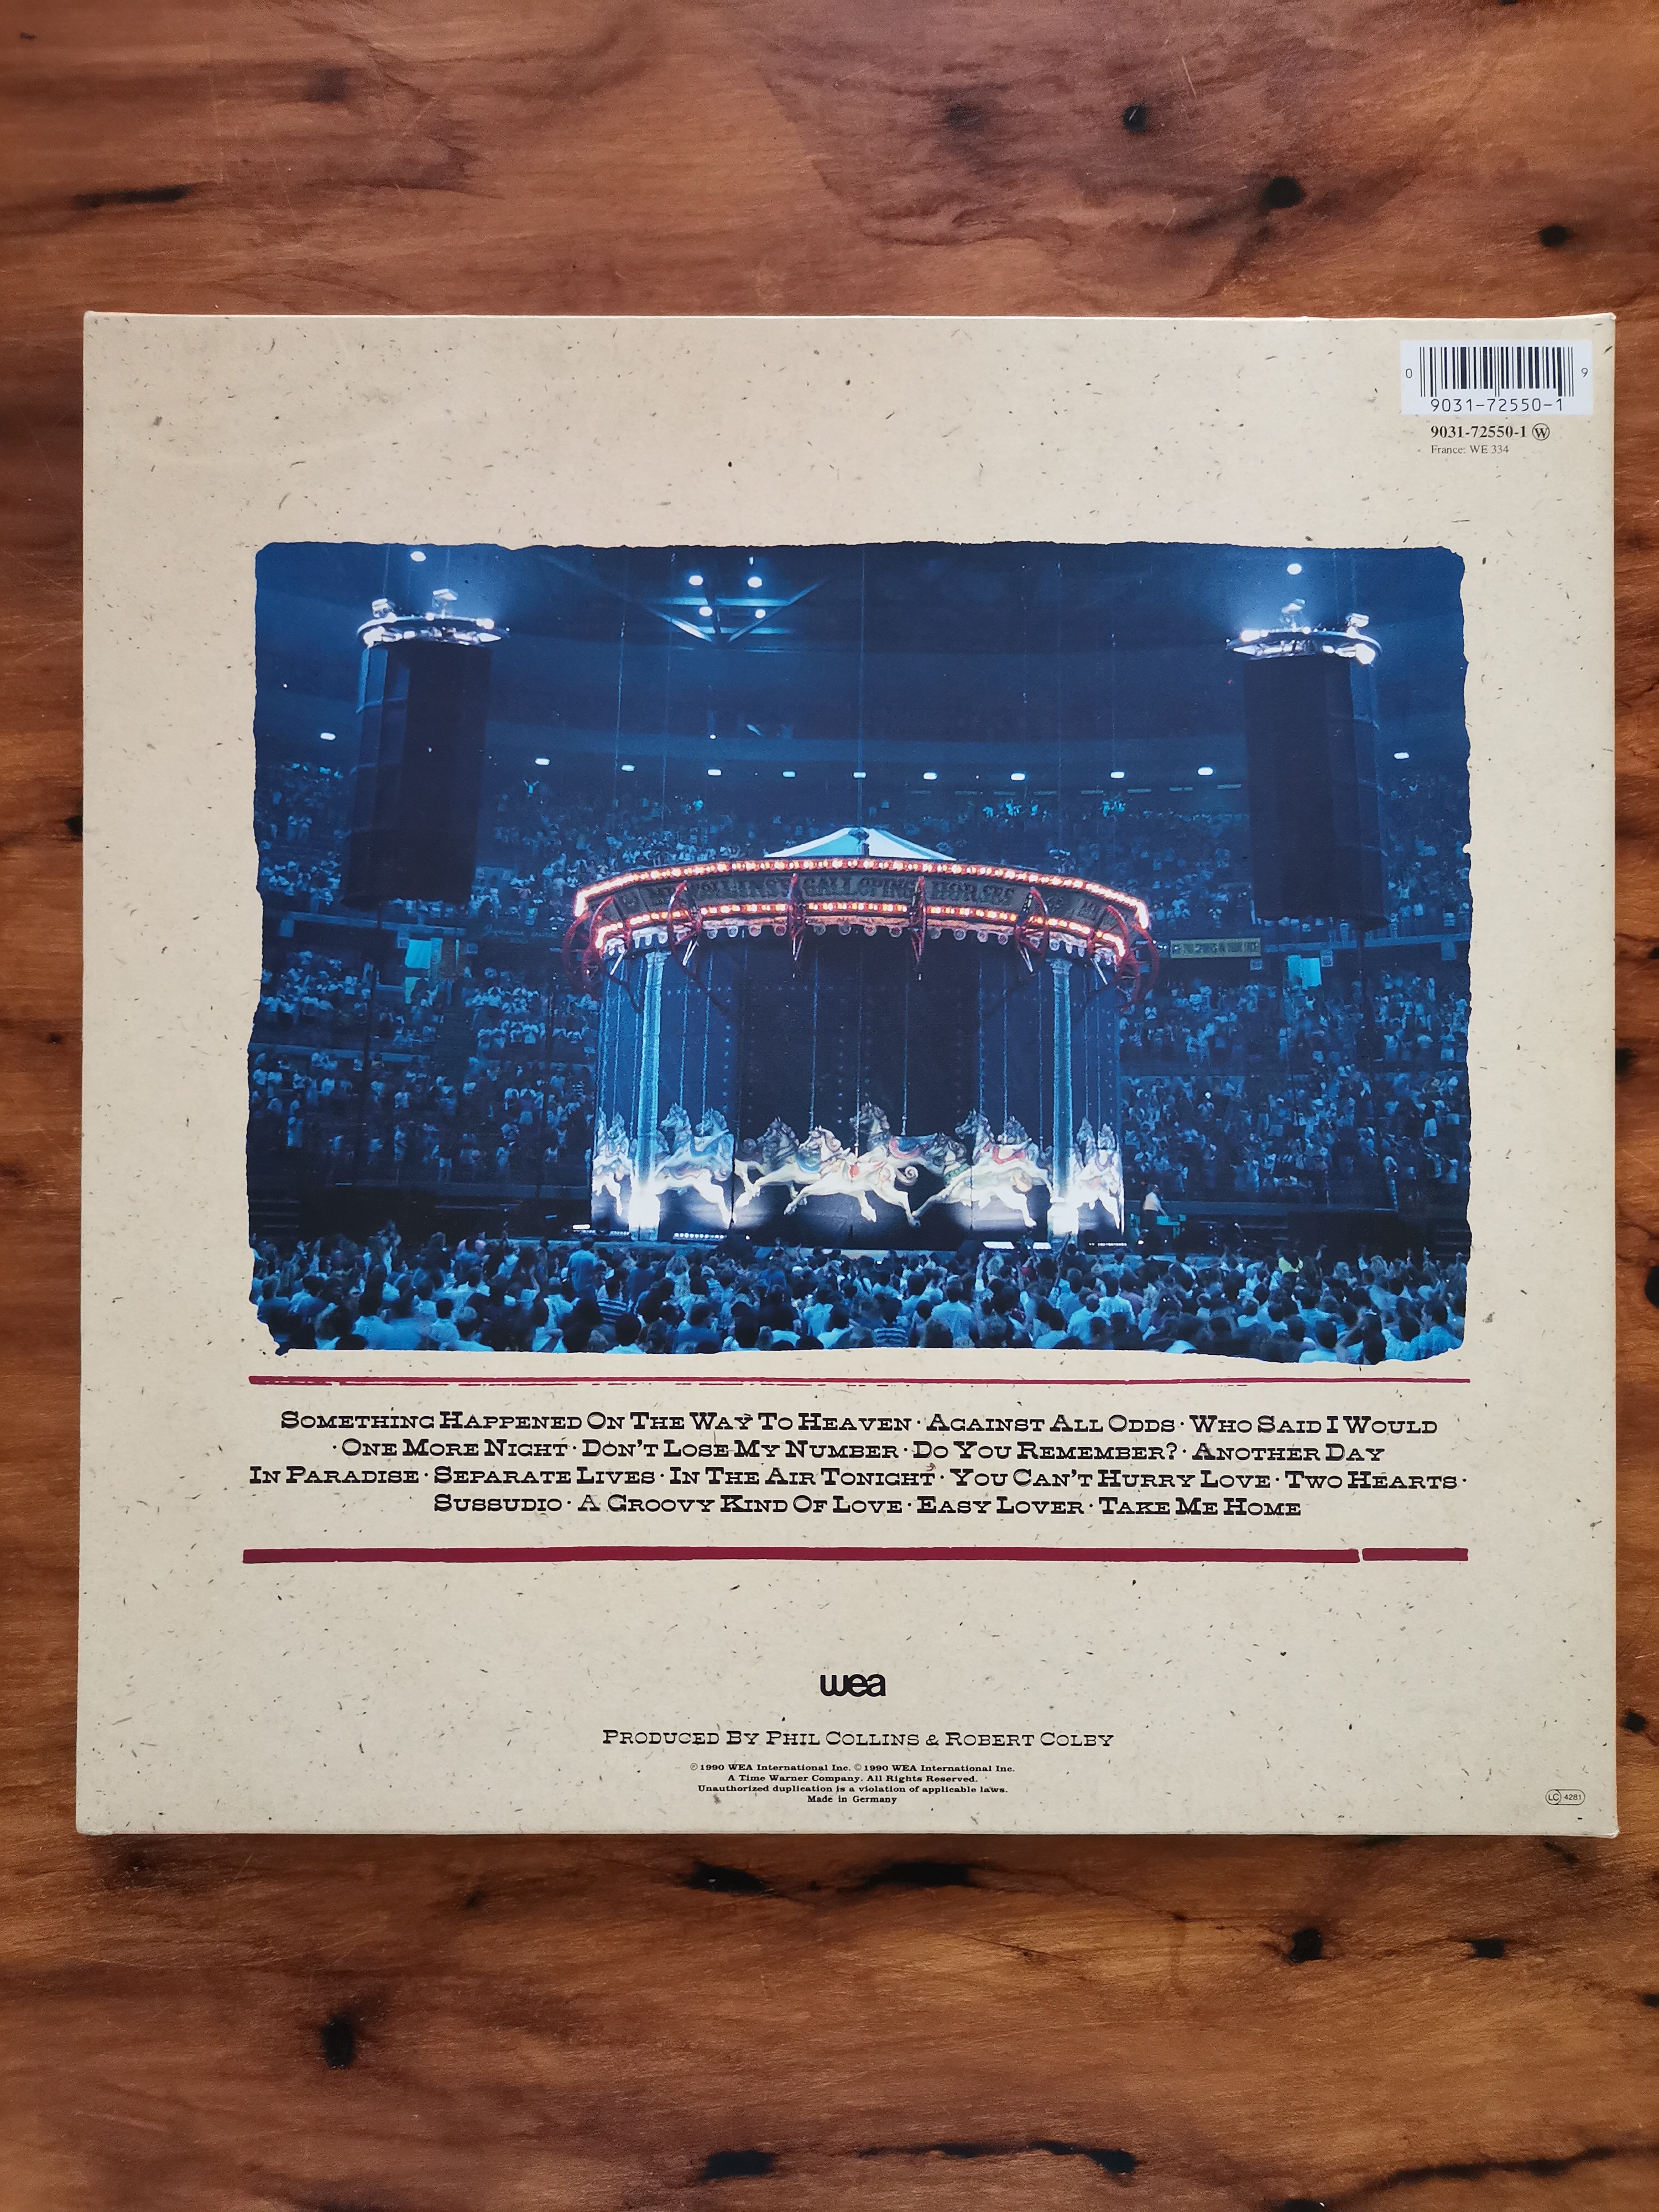 0 9
9031-72550-1
9031-72550-1 W
France: WE 334
GALLOPING HORSES
SOMETHING HAPPENED ON THE WAY TO HEAVEN · AGAINST ALL ODDS · WHO SAID I WOULD
· ONE MORE NIGHT · DON'T LOSE MY NUMBER · DO YOU REMEMBER? · ANOTHER DAY
IN PARADISE · SEPARATE LIVES · IN THE AIR TONIGHT · YOU CAN'T HURRY LOVE · TWO HEARTS ·
SUSSUDIO · A GROOVY KIND OF LOVE · EASY LOVER · TAKE ME HOME
wea
PRODUCED BY PHIL COLLINS & ROBERT COLBY
℗ 1990 WEA International Inc. © 1990 WEA International Inc.
A Time Warner Company. All Rights Reserved.
Unauthorized duplication is a violation of applicable laws.
Made in Germany
LC 4281